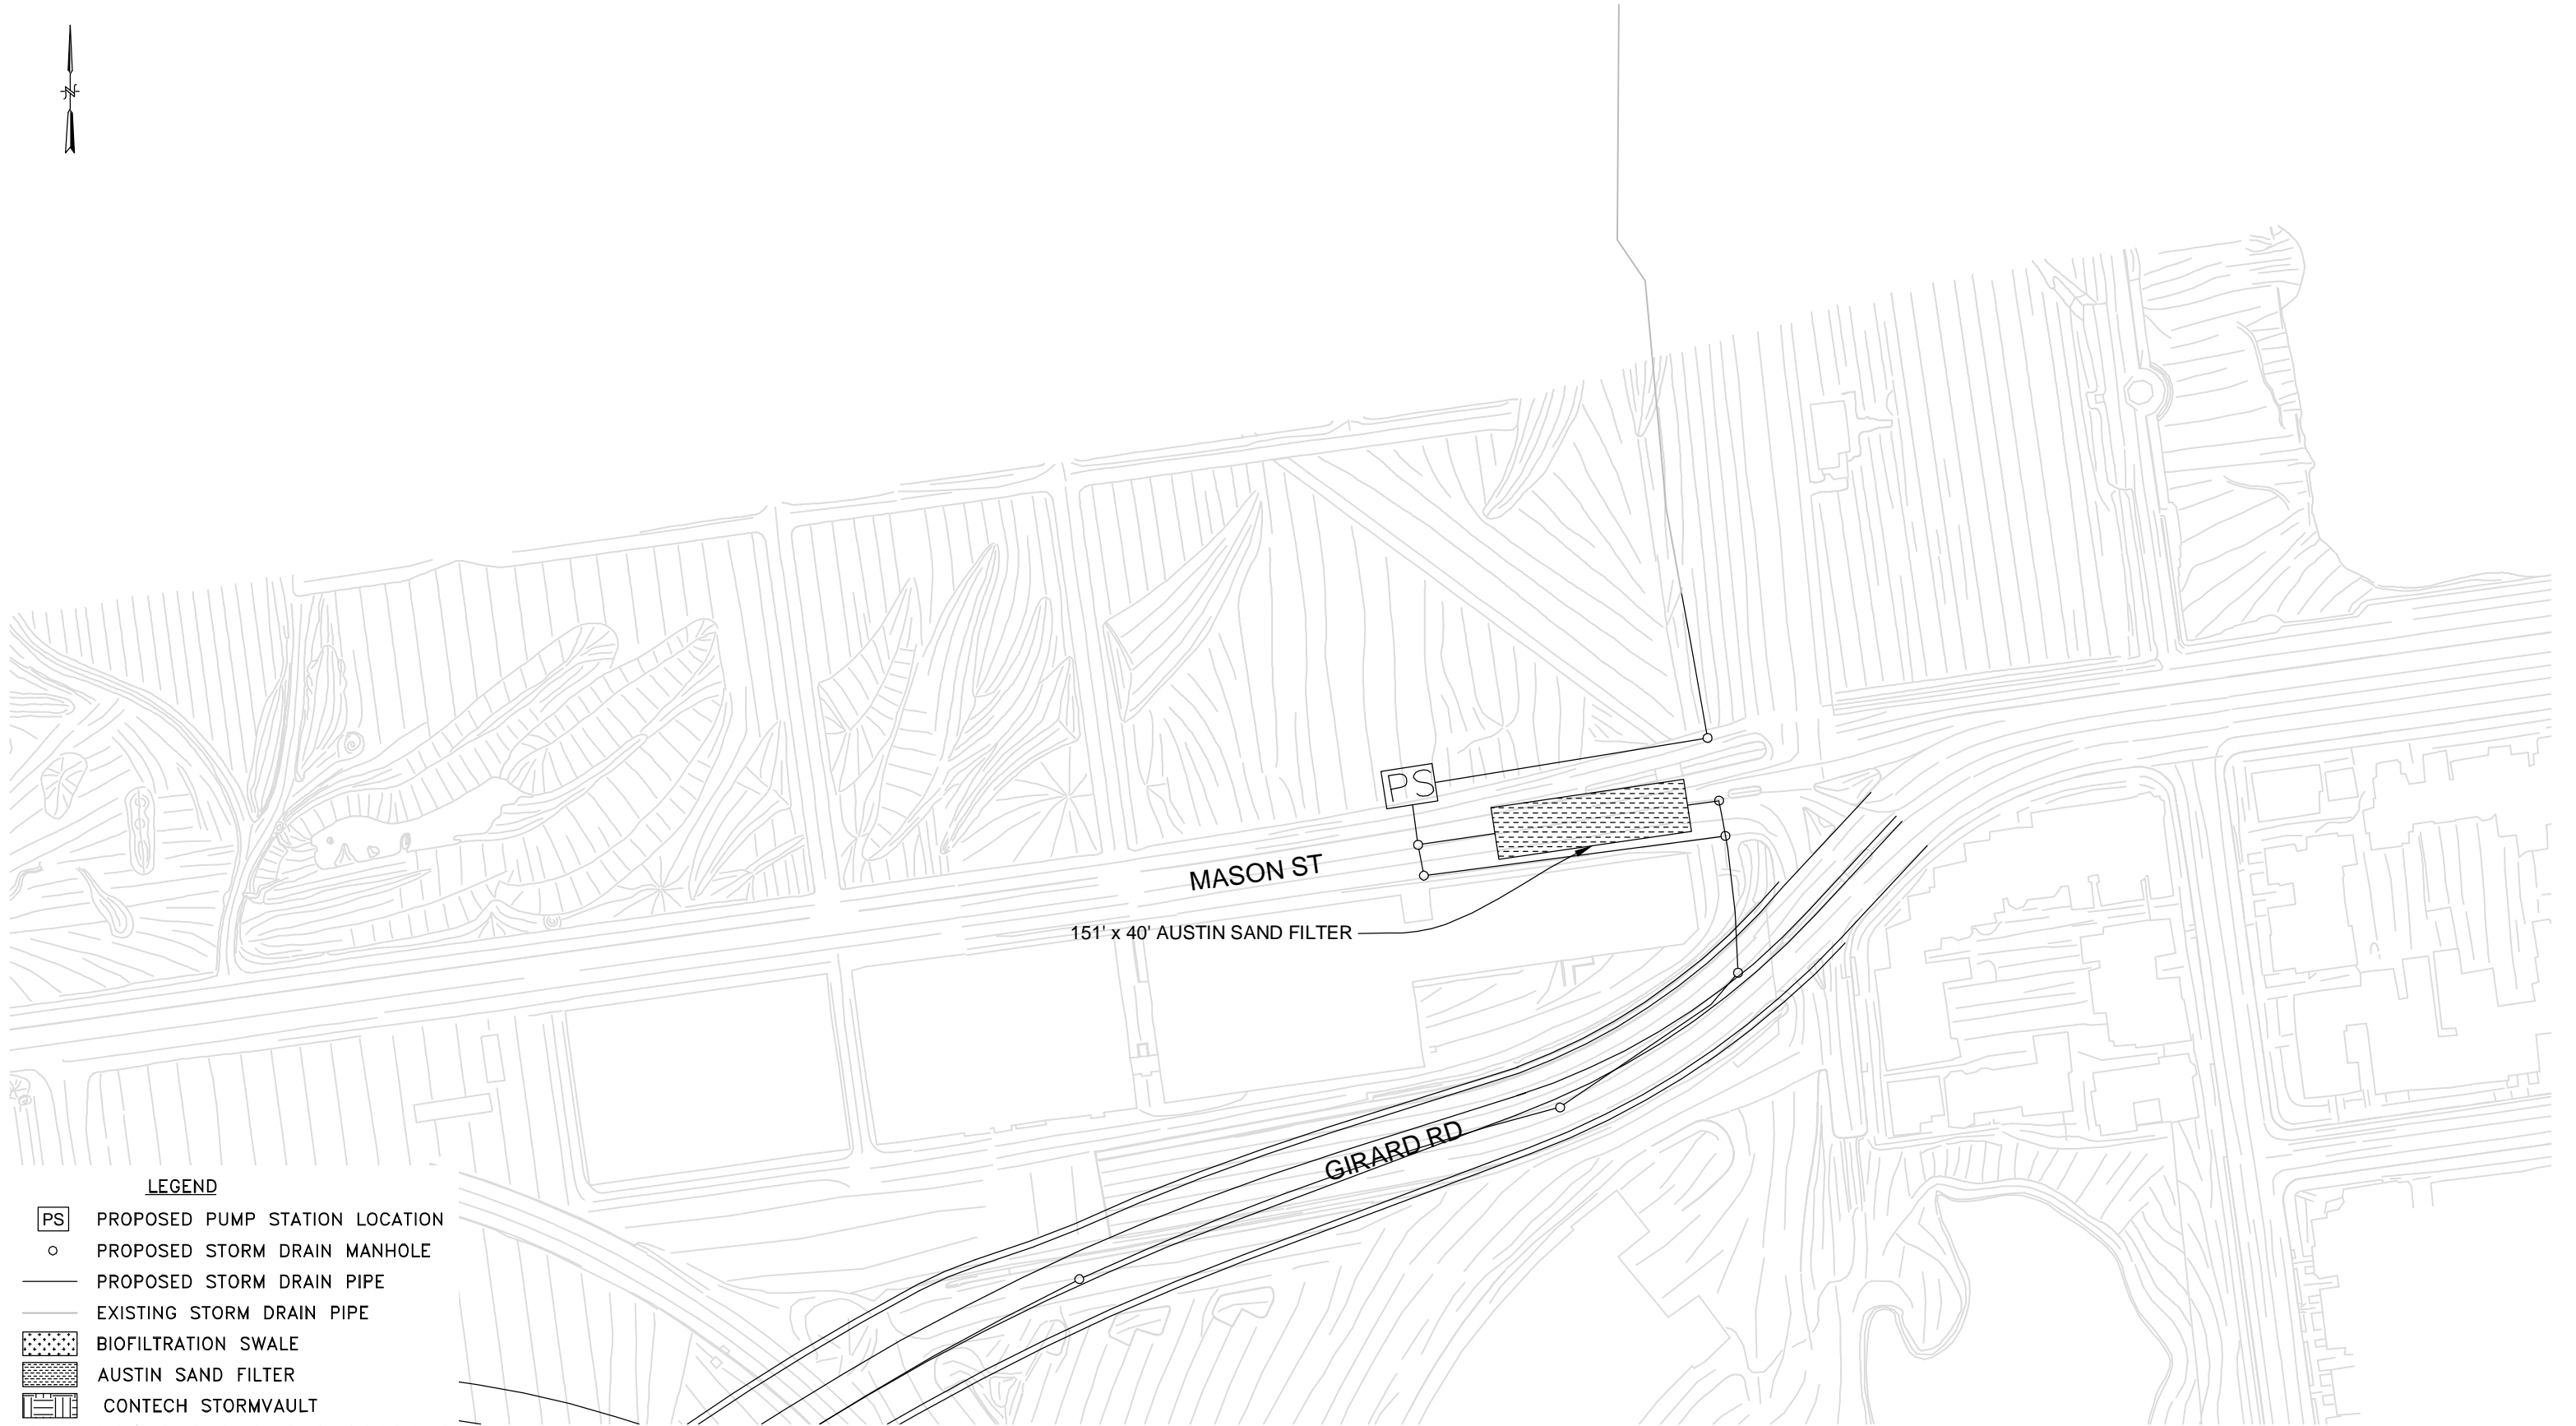 N
PS
MASON ST
151' x 40' AUSTIN SAND FILTER
GIRARD RD
LEGEND
PS PROPOSED PUMP STATION LOCATION
PROPOSED STORM DRAIN MANHOLE
PROPOSED STORM DRAIN PIPE
EXISTING STORM DRAIN PIPE
BIOFILTRATION SWALE
AUSTIN SAND FILTER
CONTECH STORMVAULT